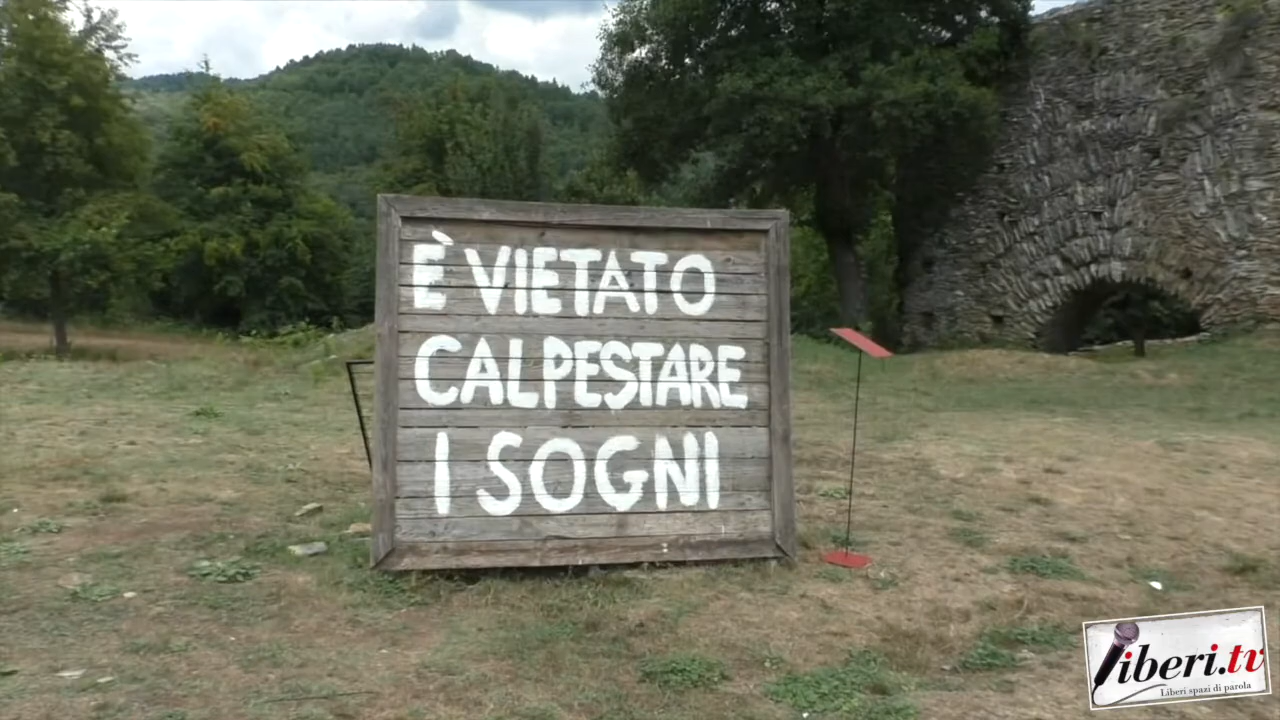 È VIETATO
CALPESTARE
I SOGNI
liberi.tv
Liberi spazi di parola